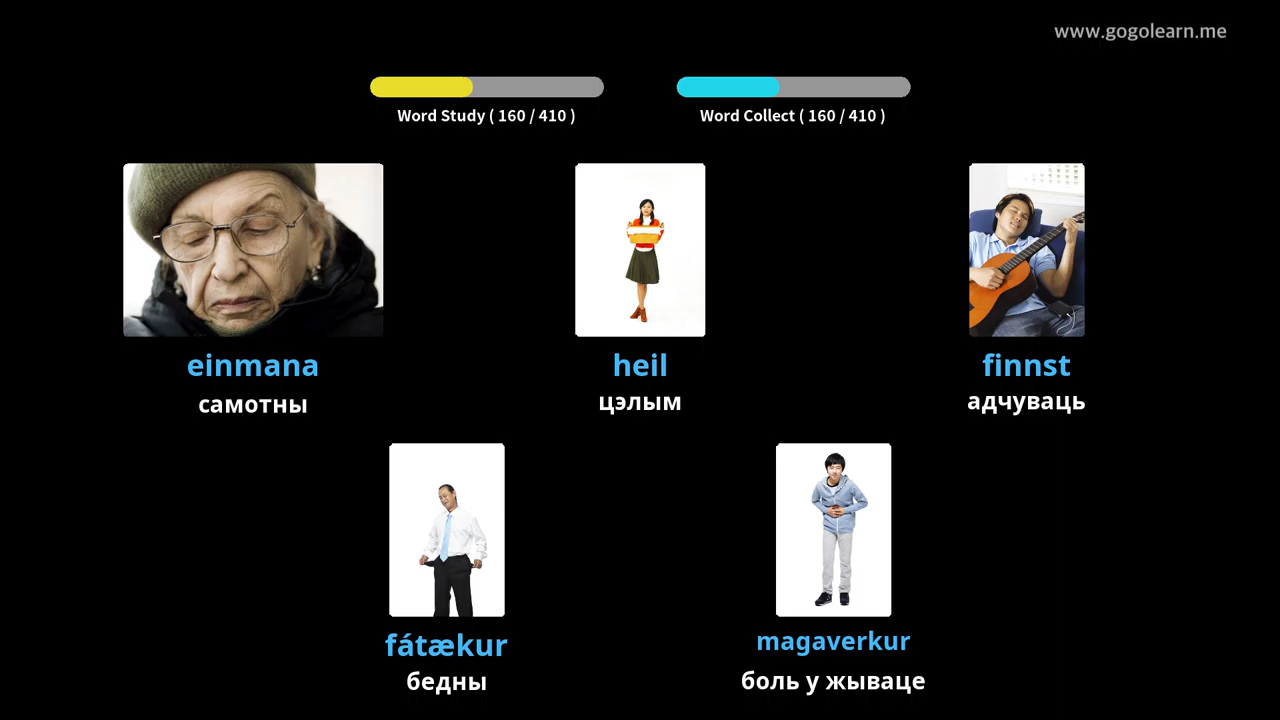 www.gogolearn.me
Word Study ( 160 / 410 )
Word Collect ( 160 / 410 )
einmana
самотны
heil
цэлым
finnst
адчуваць
fátækur
бедны
magaverkur
боль у жываце